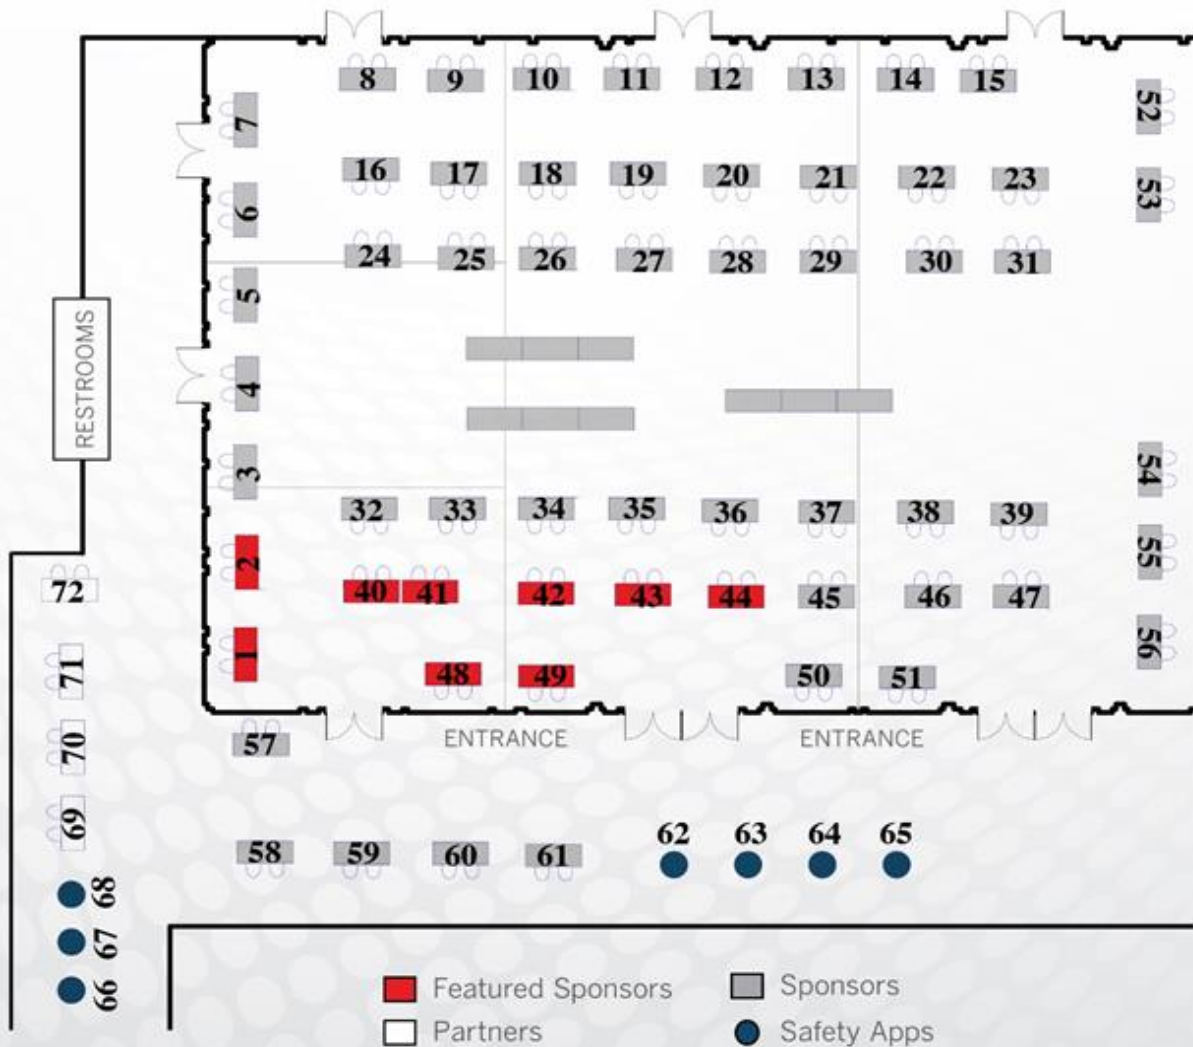 8 9 10 11 12 13 14 15
7 52
16 17 18 19 20 21 22 23
6 53
24 25 26 27 28 29 30 31
5
RESTROOMS
4
3 54
32 33 34 35 36 37 38 39
2 55
72 40 41 42 43 44 45 46 47
1 56
71 48 49 50 51
70 57 ENTRANCE ENTRANCE
69 62 63 64 65
58 59 60 61
68
67
66
Featured Sponsors Sponsors
Partners Safety Apps